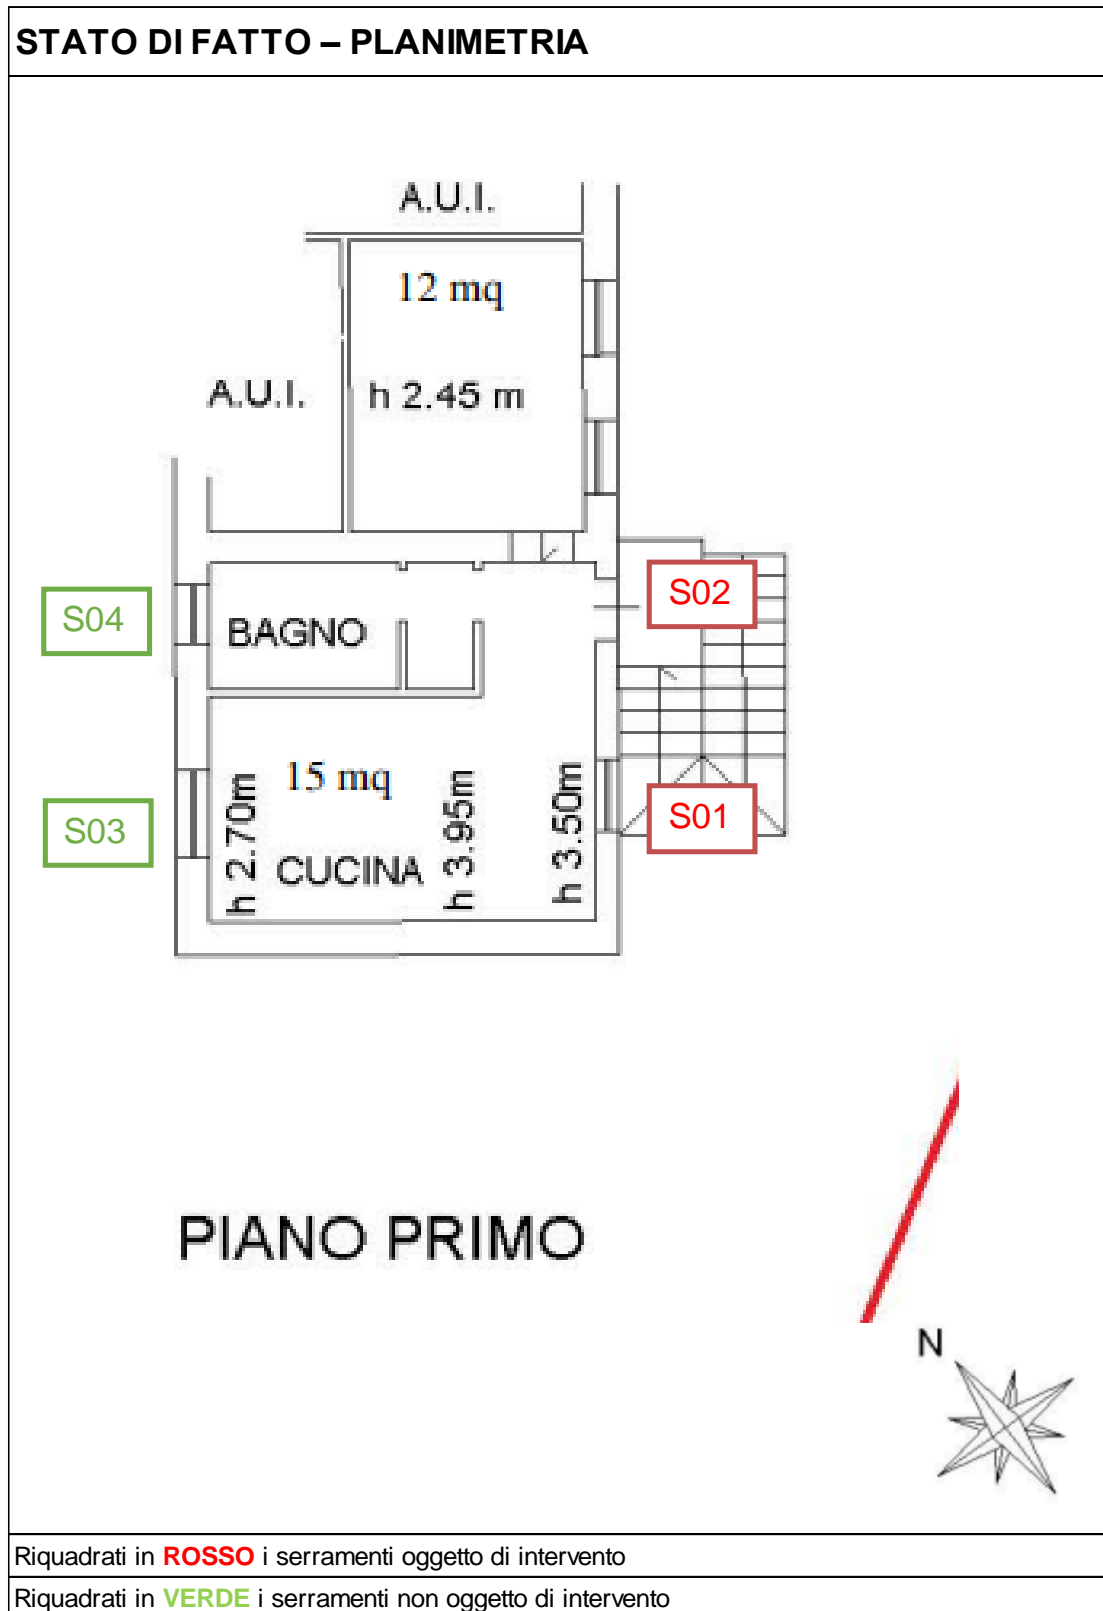 STATO DI FATTO – PLANIMETRIA
A.U.I.
12 mq
A.U.I.
h 2.45 m
S04
BAGNO
S02
S03
15 mq
CUCINA
h 2.70m
h 3.95m
h 3.50m
S01
PIANO PRIMO
N
Riquadrati in ROSSO i serramenti oggetto di intervento
Riquadrati in VERDE i serramenti non oggetto di intervento